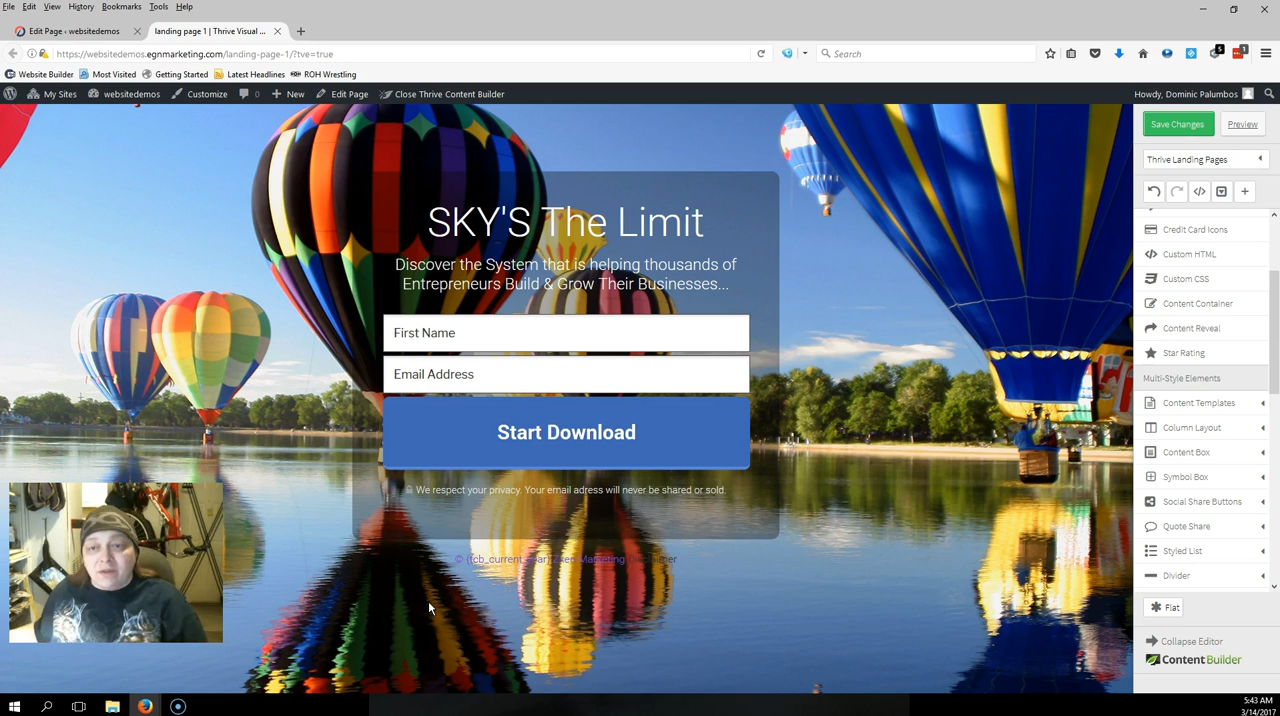 File Edit View History Bookmarks Tools Help
Edit Page ‹ websitedemos
landing page 1 | Thrive Visual ...
https://websitedemos.egnmarketing.com/landing-page-1/?tve=true
Search
5
1
Website Builder Most Visited Getting Started Latest Headlines ROH Wrestling
My Sites websitedemos Customize 0 New Edit Page Close Thrive Content Builder Howdy, Dominic Palumbos
Save Changes Preview
Thrive Landing Pages
Credit Card Icons
Custom HTML
Custom CSS
Content Container
Content Reveal
Star Rating
Multi-Style Elements
Content Templates
Column Layout
Content Box
Symbol Box
Social Share Buttons
Quote Share
Styled List
Divider
Flat
Collapse Editor
Content Builder
SKY'S The Limit
Discover the System that is helping thousands of
Entrepreneurs Build & Grow Their Businesses...
First Name
Email Address
Start Download
We respect your privacy. Your email adress will never be shared or sold.
5:43 AM
3/14/2017